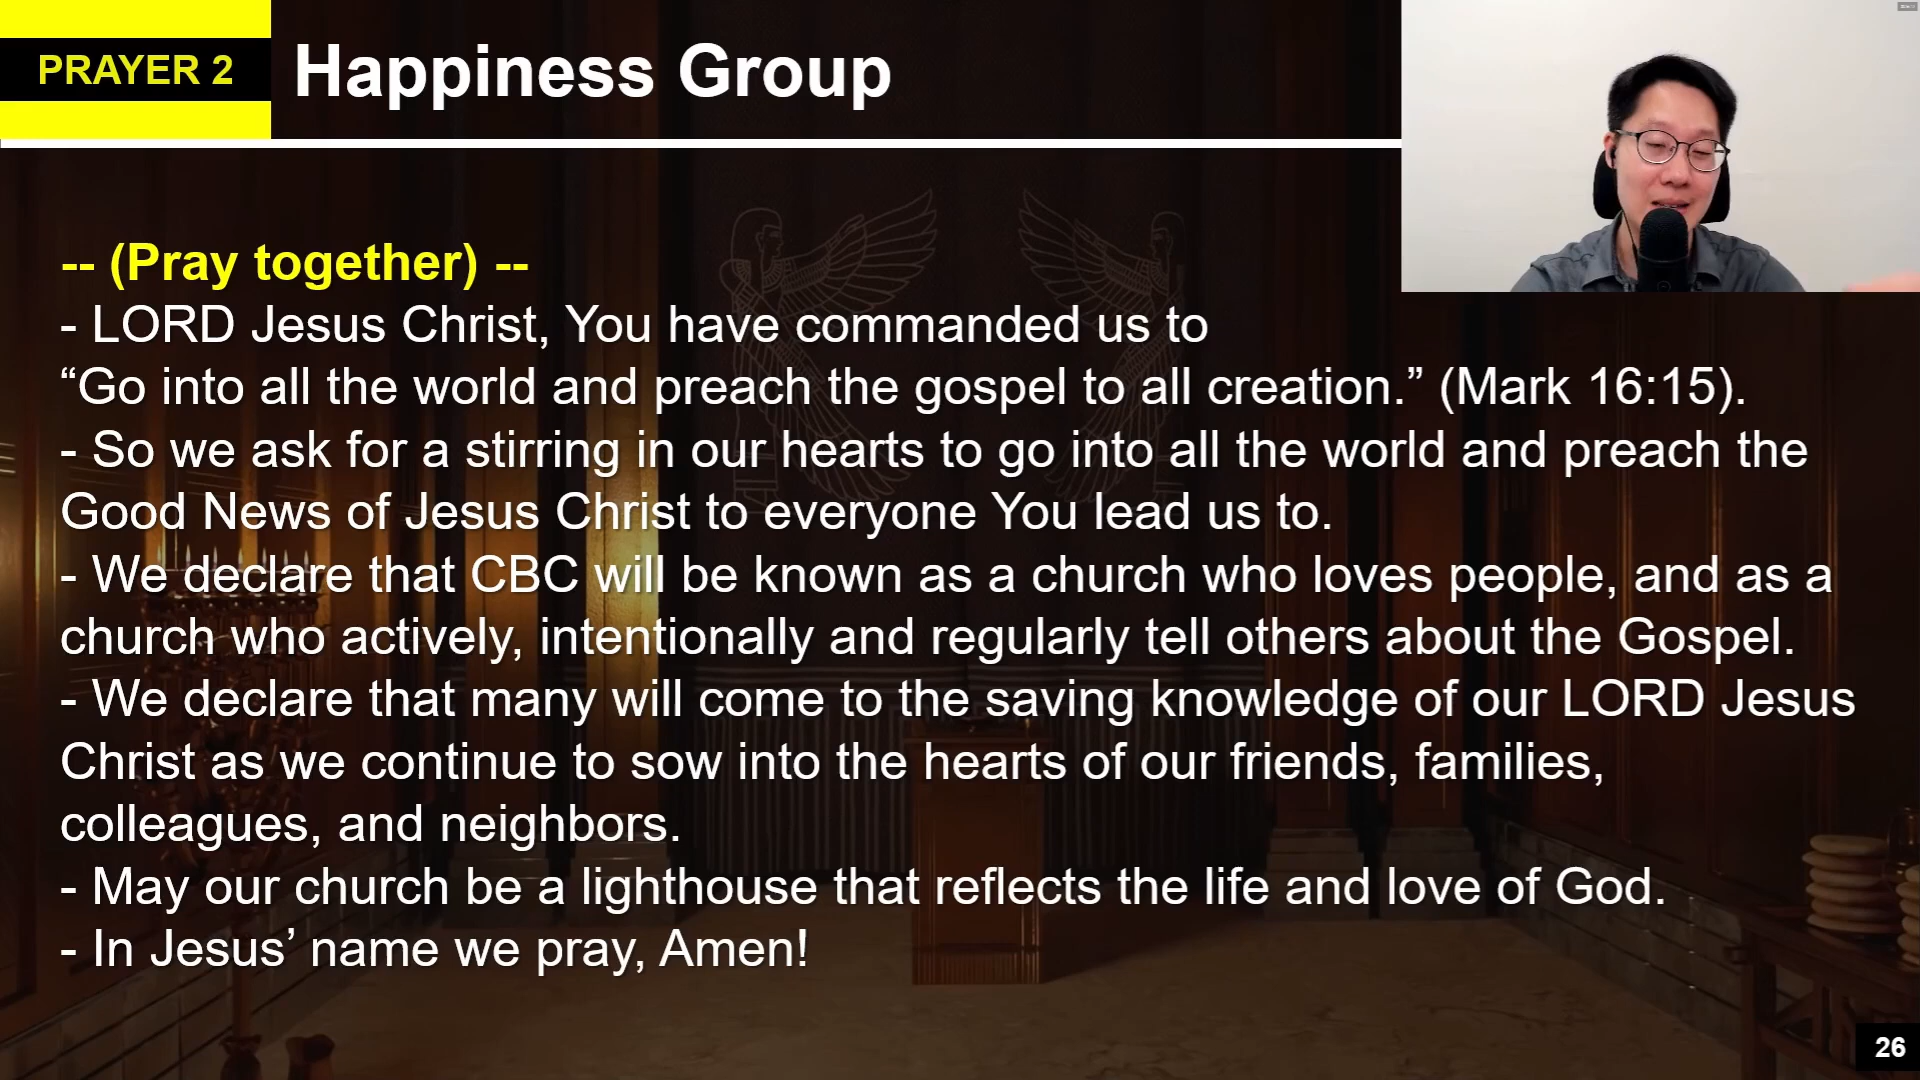 PRAYER 2
Happiness Group
-- (Pray together) --
- LORD Jesus Christ, You have commanded us to
“Go into all the world and preach the gospel to all creation.” (Mark 16:15).
- So we ask for a stirring in our hearts to go into all the world and preach the
Good News of Jesus Christ to everyone You lead us to.
- We declare that CBC will be known as a church who loves people, and as a
church who actively, intentionally and regularly tell others about the Gospel.
- We declare that many will come to the saving knowledge of our LORD Jesus
Christ as we continue to sow into the hearts of our friends, families,
colleagues, and neighbors.
- May our church be a lighthouse that reflects the life and love of God.
- In Jesus’ name we pray, Amen!
26